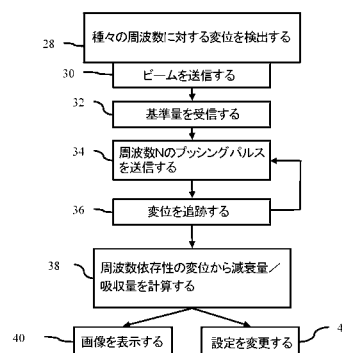 28
種々の周波数に対する変位を検出する
30
ビームを送信する
32
基準量を受信する
34
周波数Nのプッシングパルス
を送信する
36
変位を追跡する
38
周波数依存性の変位から減衰量/
吸収量を計算する
40
画像を表示する
設定を変更する